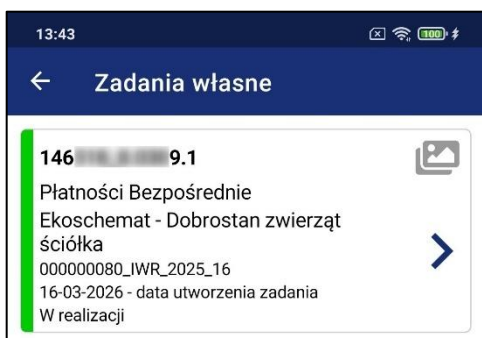 13:43
100
Zadania własne
146 9.1
Płatności Bezpośrednie
Ekoschemat - Dobrostan zwierząt
ściółka
000000080_IWR_2025_16
16-03-2026 - data utworzenia zadania
W realizacji